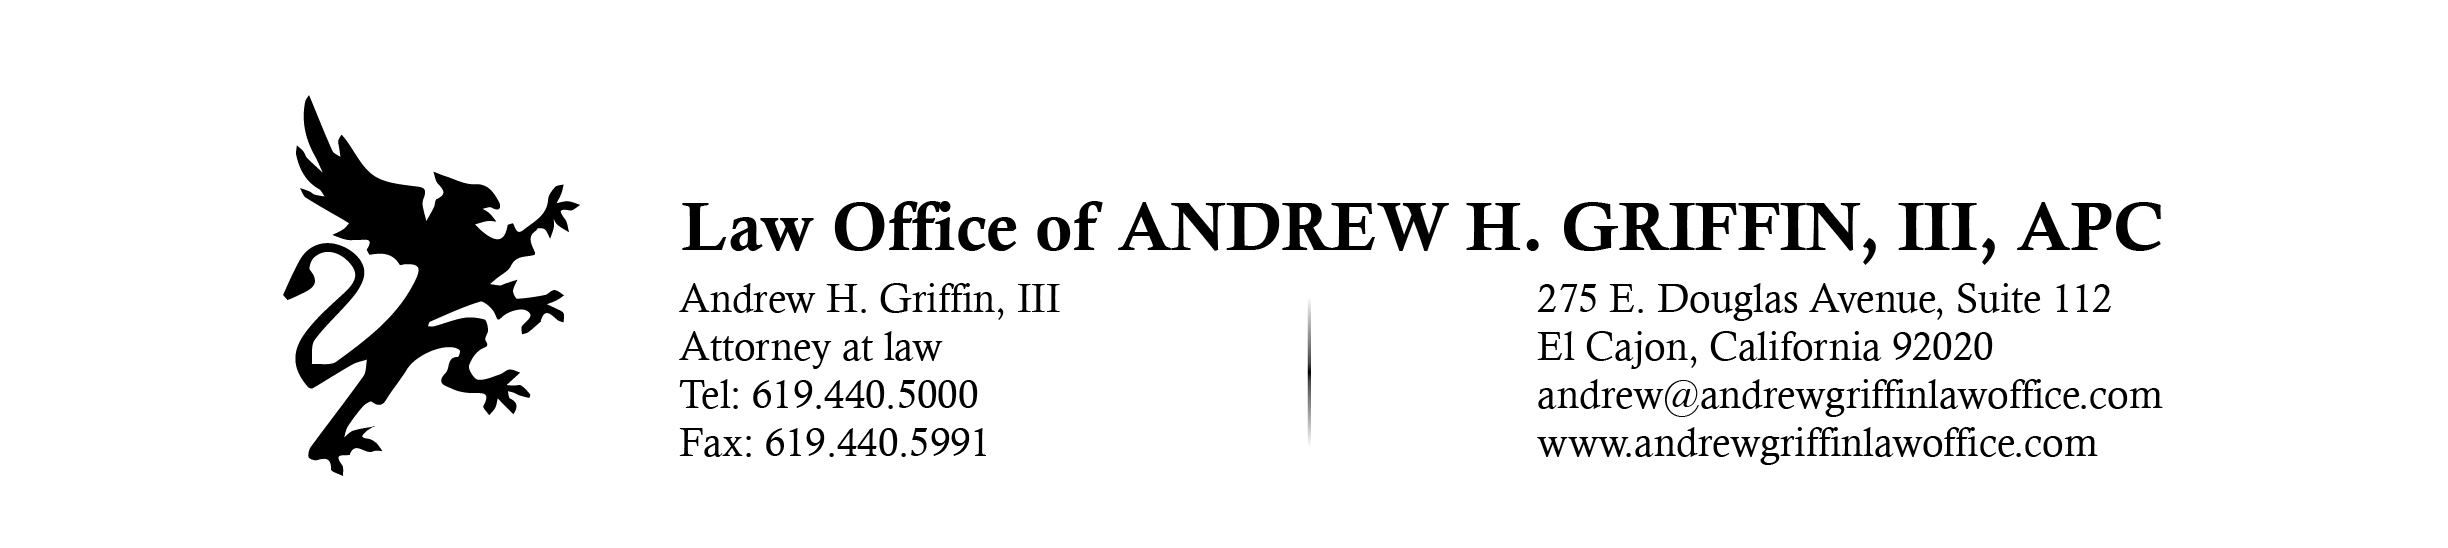 Law Office of ANDREW H. GRIFFIN, III, APC
Andrew H. Griffin, III
Attorney at law
Tel: 619.440.5000
Fax: 619.440.5991
275 E. Douglas Avenue, Suite 112
El Cajon, California 92020
andrew@andrewgriffinlawoffice.com
www.andrewgriffinlawoffice.com